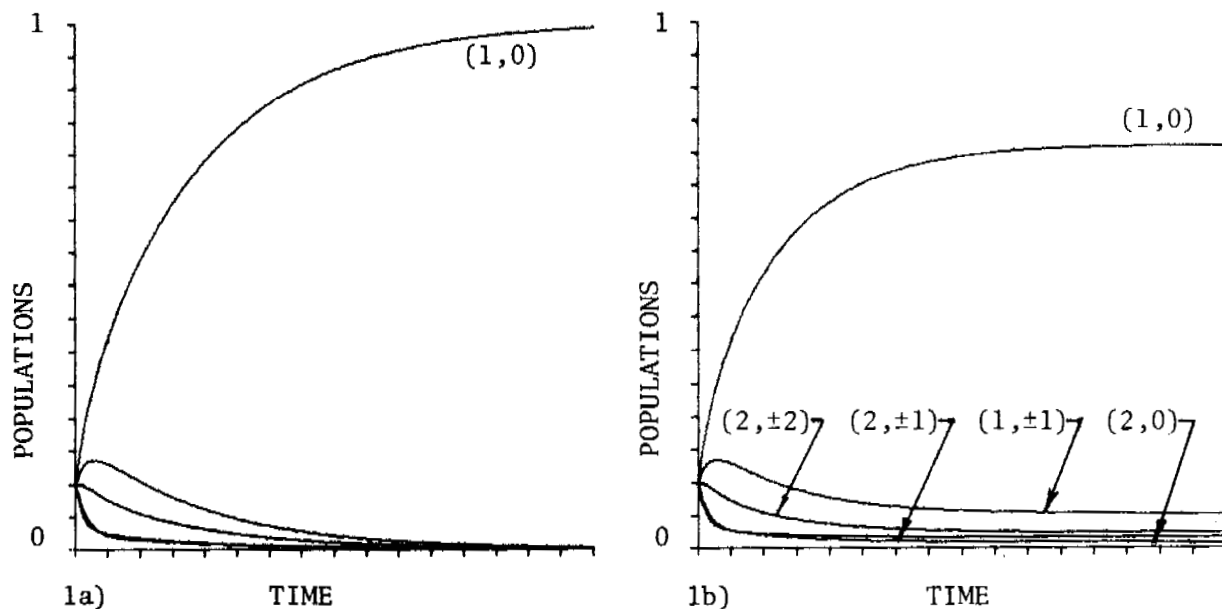 1
(1,0)
POPULATIONS
0
1a) TIME
1
(1,0)
POPULATIONS
(2,±2) (2,±1) (1,±1) (2,0)
0
1b) TIME